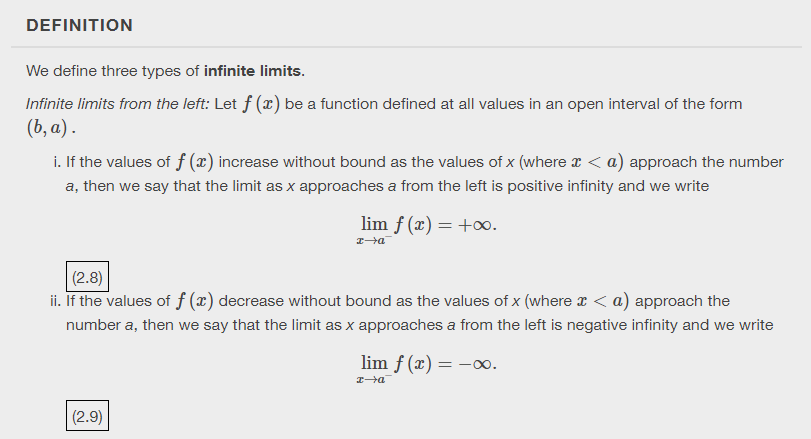 DEFINITION
We define three types of infinite limits.
Infinite limits from the left: Let f (x) be a function defined at all values in an open interval of the form
(b, a) .
i. If the values of f (x) increase without bound as the values of x (where x < a) approach the number
a, then we say that the limit as x approaches a from the left is positive infinity and we write
lim f (x) = +∞.
x→a⁻
(2.8)
ii. If the values of f (x) decrease without bound as the values of x (where x < a) approach the
number a, then we say that the limit as x approaches a from the left is negative infinity and we write
lim f (x) = −∞.
x→a⁻
(2.9)